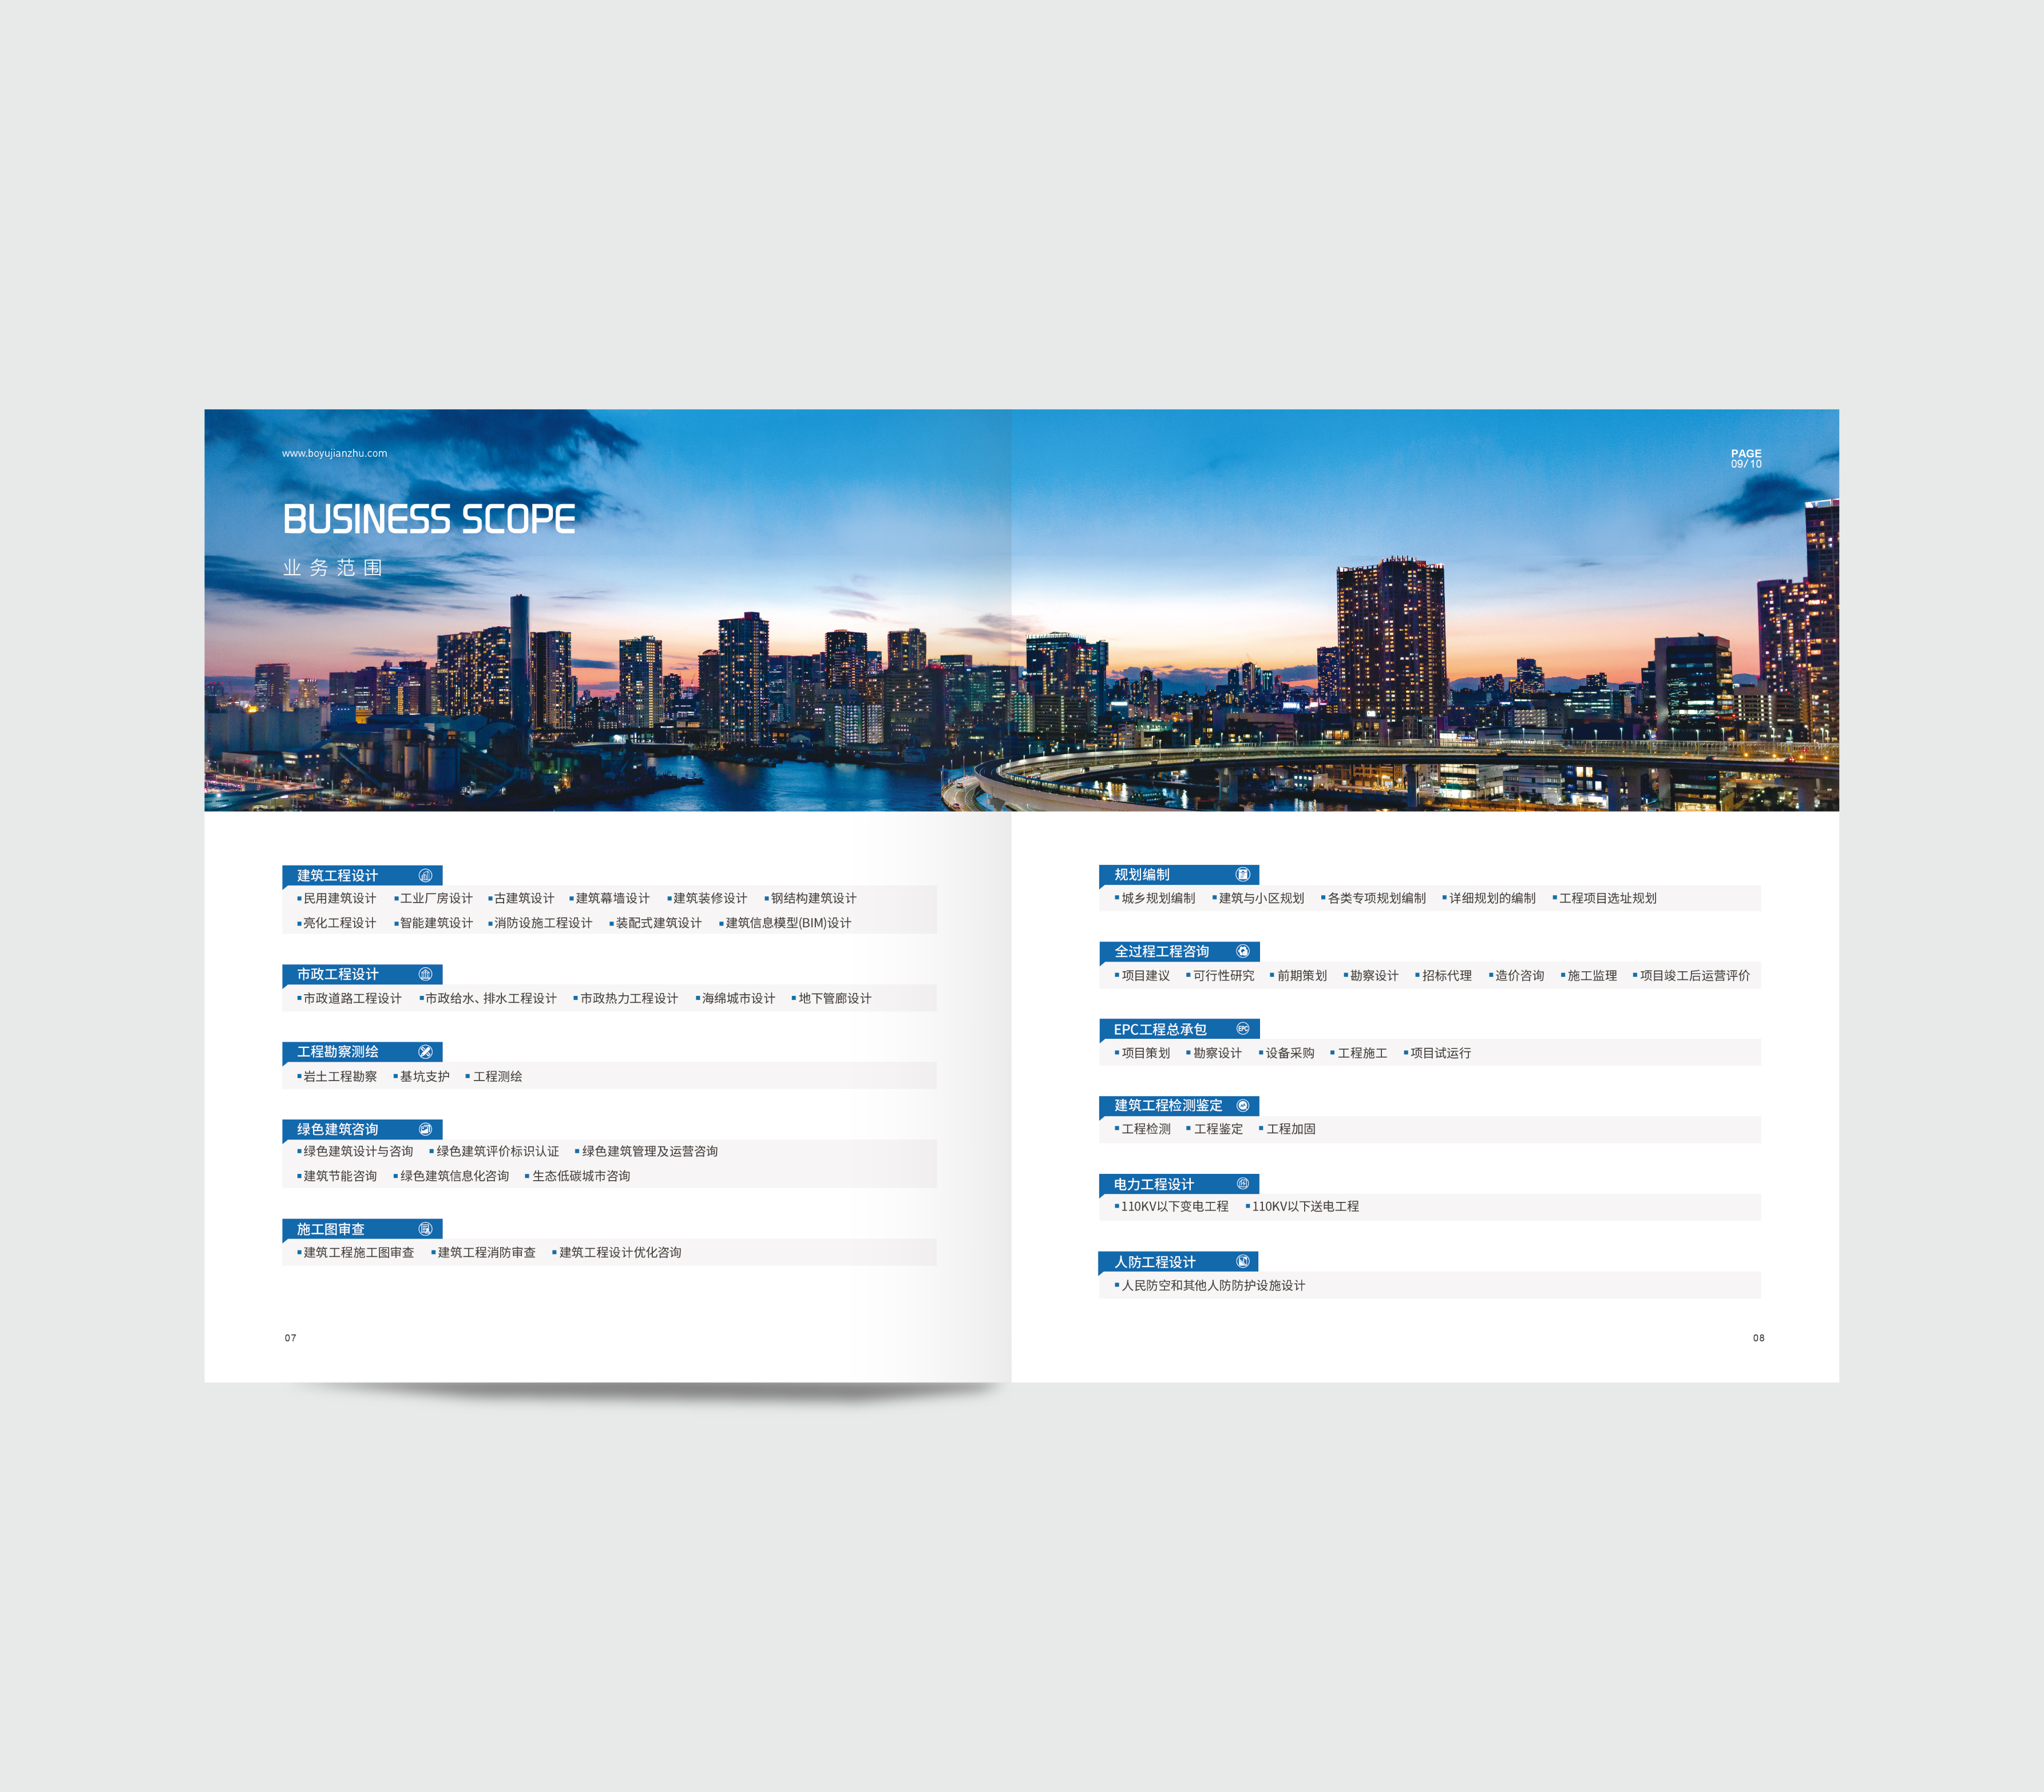 www.boyujianzhu.com
PAGE
09/10
BUSINESS SCOPE
业务范围
建筑工程设计
▪民用建筑设计 ▪工业厂房设计 ▪古建筑设计 ▪建筑幕墙设计 ▪建筑装修设计 ▪钢结构建筑设计
▪亮化工程设计 ▪智能建筑设计 ▪消防设施工程设计 ▪装配式建筑设计 ▪建筑信息模型(BIM)设计
市政工程设计
▪市政道路工程设计 ▪市政给水、排水工程设计 ▪市政热力工程设计 ▪海绵城市设计 ▪地下管廊设计
工程勘察测绘
▪岩土工程勘察 ▪基坑支护 ▪工程测绘
绿色建筑咨询
▪绿色建筑设计与咨询 ▪绿色建筑评价标识认证 ▪绿色建筑管理及运营咨询
▪建筑节能咨询 ▪绿色建筑信息化咨询 ▪生态低碳城市咨询
施工图审查
▪建筑工程施工图审查 ▪建筑工程消防审查 ▪建筑工程设计优化咨询
07
规划编制
▪城乡规划编制 ▪建筑与小区规划 ▪各类专项规划编制 ▪详细规划的编制 ▪工程项目选址规划
全过程工程咨询
▪项目建议 ▪可行性研究 ▪前期策划 ▪勘察设计 ▪招标代理 ▪造价咨询 ▪施工监理 ▪项目竣工后运营评价
EPC工程总承包 EPC
▪项目策划 ▪勘察设计 ▪设备采购 ▪工程施工 ▪项目试运行
建筑工程检测鉴定
▪工程检测 ▪工程鉴定 ▪工程加固
电力工程设计
▪110KV以下变电工程 ▪110KV以下送电工程
人防工程设计
▪人民防空和其他人防防护设施设计
08